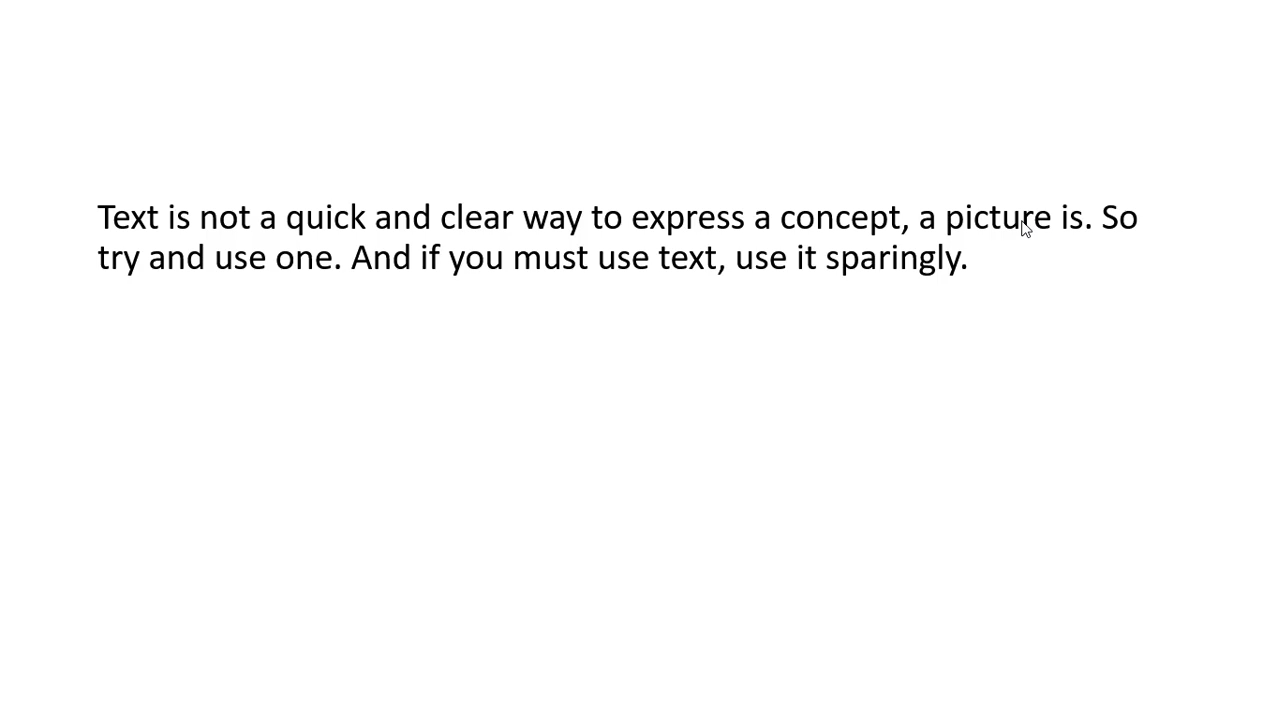 Text is not a quick and clear way to express a concept, a picture is. So
try and use one. And if you must use text, use it sparingly.